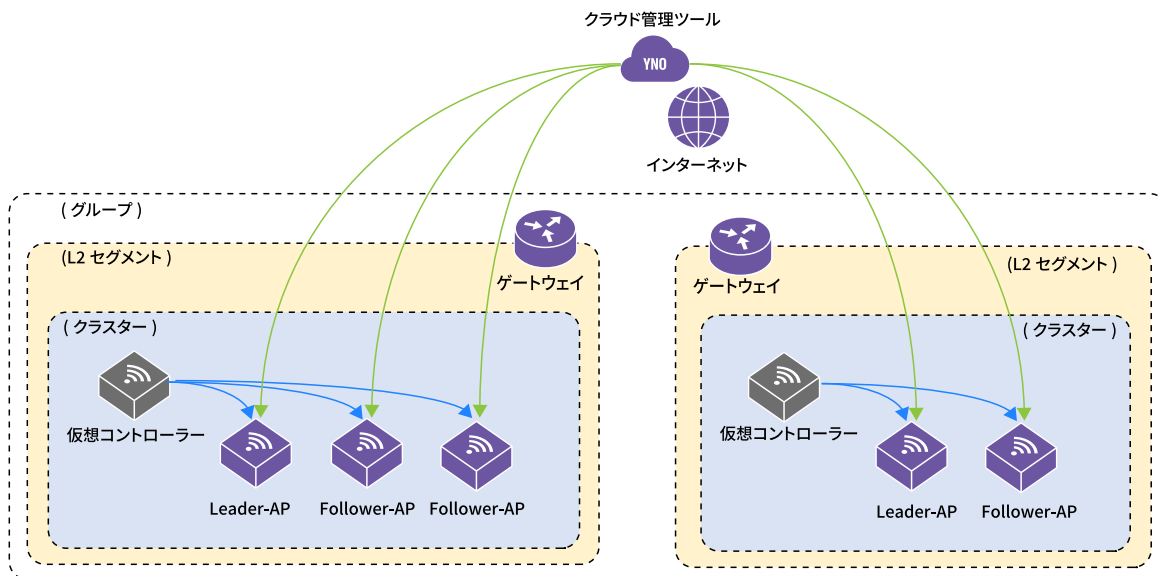 クラウド管理ツール
YNO
インターネット
( グループ )
(L2 セグメント )
ゲートウェイ
( クラスター )
仮想コントローラー
Leader-AP
Follower-AP
Follower-AP
(L2 セグメント )
ゲートウェイ
( クラスター )
仮想コントローラー
Leader-AP
Follower-AP